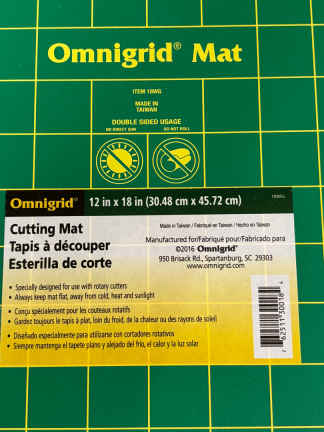 Omnigrid® Mat
ITEM 18WG
MADE IN
TAIWAN
DOUBLE SIDED USAGE
NO DIRECT SUN DO NOT ROLL
Omnigrid® 12 in x 18 in (30.48 cm x 45.72 cm)
Cutting Mat
Tapis à découper
Esterilla de corte
Made in Taiwan / Fabriqué en Taiwan / Hecho en Taiwán
Manufactured for/Fabriqué pour/Fabricado para
©2016 Omnigrid®
950 Brisack Rd., Spartanburg, SC 29303
www.omnigrid.com
• Specially designed for use with rotary cutters
• Always keep mat flat, away from cold, heat and sunlight
• Conçu spécialement pour les couteaux rotatifs
• Gardez toujours le tapis à plat, loin du froid, de la chaleur ou des rayons de soleil
• Diseñado especialmente para utilizarse con cortadores rotativos
• Siempre mantenga el tapete plano y alejado del frío, el calor y la luz solar